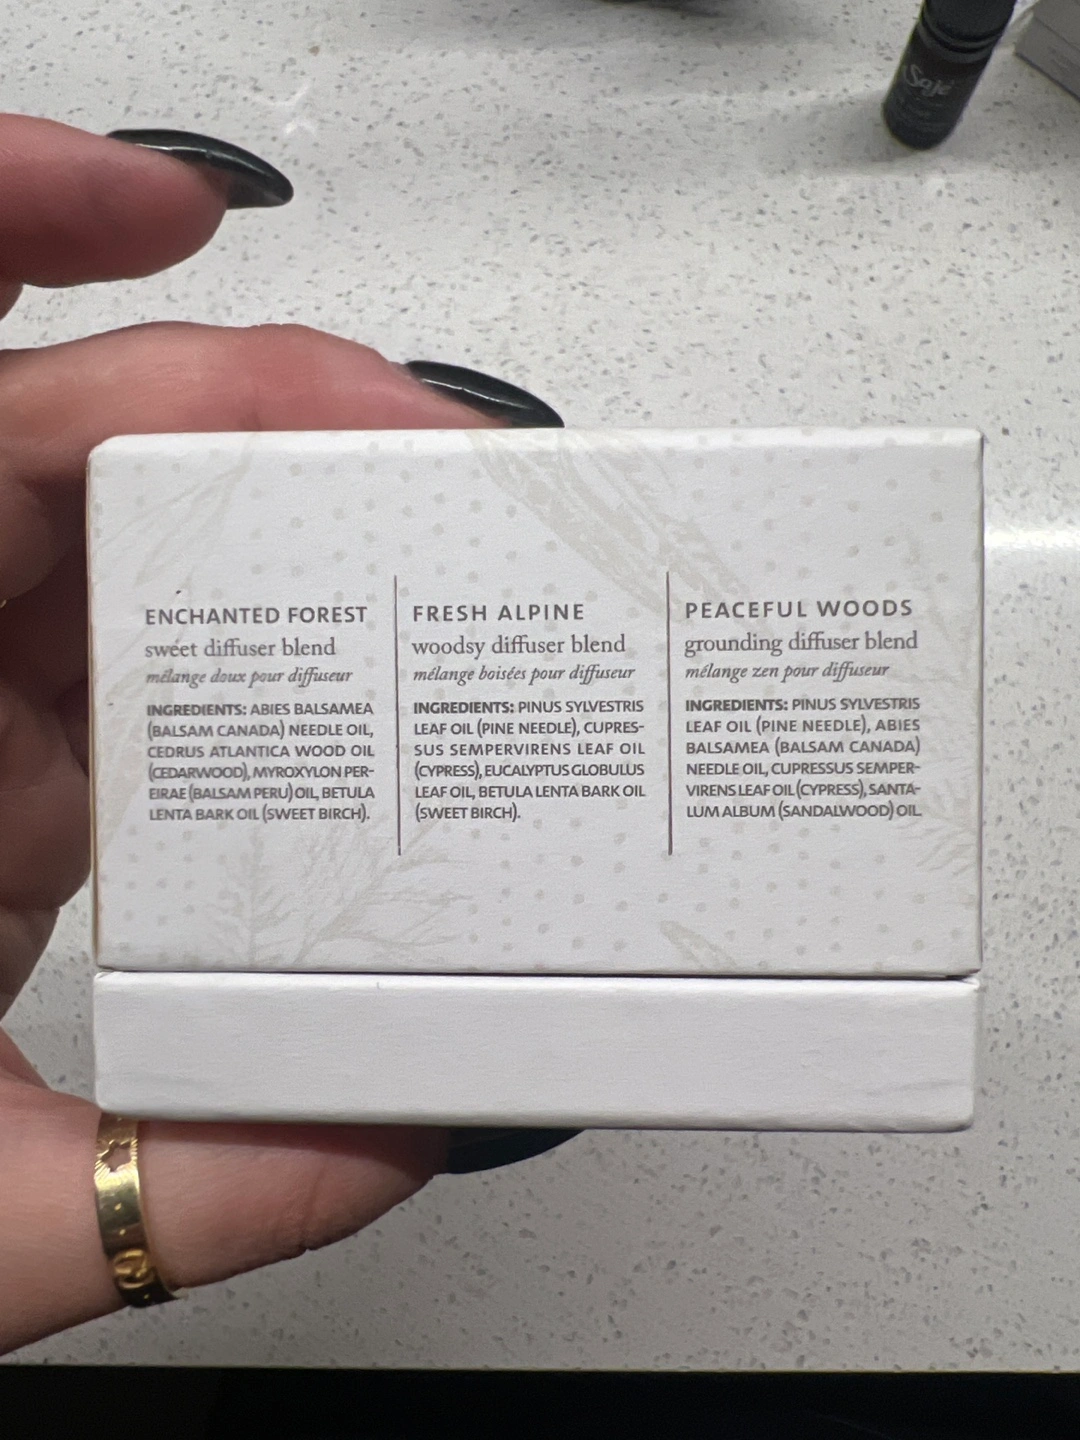 Saje
ENCHANTED FOREST
sweet diffuser blend
mélange doux pour diffuseur
INGREDIENTS: ABIES BALSAMEA
(BALSAM CANADA) NEEDLE OIL,
CEDRUS ATLANTICA WOOD OIL
(CEDARWOOD), MYROXYLON PER-
EIRAE (BALSAM PERU) OIL, BETULA
LENTA BARK OIL (SWEET BIRCH).
FRESH ALPINE
woodsy diffuser blend
mélange boisées pour diffuseur
INGREDIENTS: PINUS SYLVESTRIS
LEAF OIL (PINE NEEDLE), CUPRES-
SUS SEMPERVIRENS LEAF OIL
(CYPRESS), EUCALYPTUS GLOBULUS
LEAF OIL, BETULA LENTA BARK OIL
(SWEET BIRCH).
PEACEFUL WOODS
grounding diffuser blend
mélange zen pour diffuseur
INGREDIENTS: PINUS SYLVESTRIS
LEAF OIL (PINE NEEDLE), ABIES
BALSAMEA (BALSAM CANADA)
NEEDLE OIL, CUPRESSUS SEMPER-
VIRENS LEAF OIL (CYPRESS), SANTA-
LUM ALBUM (SANDALWOOD) OIL.